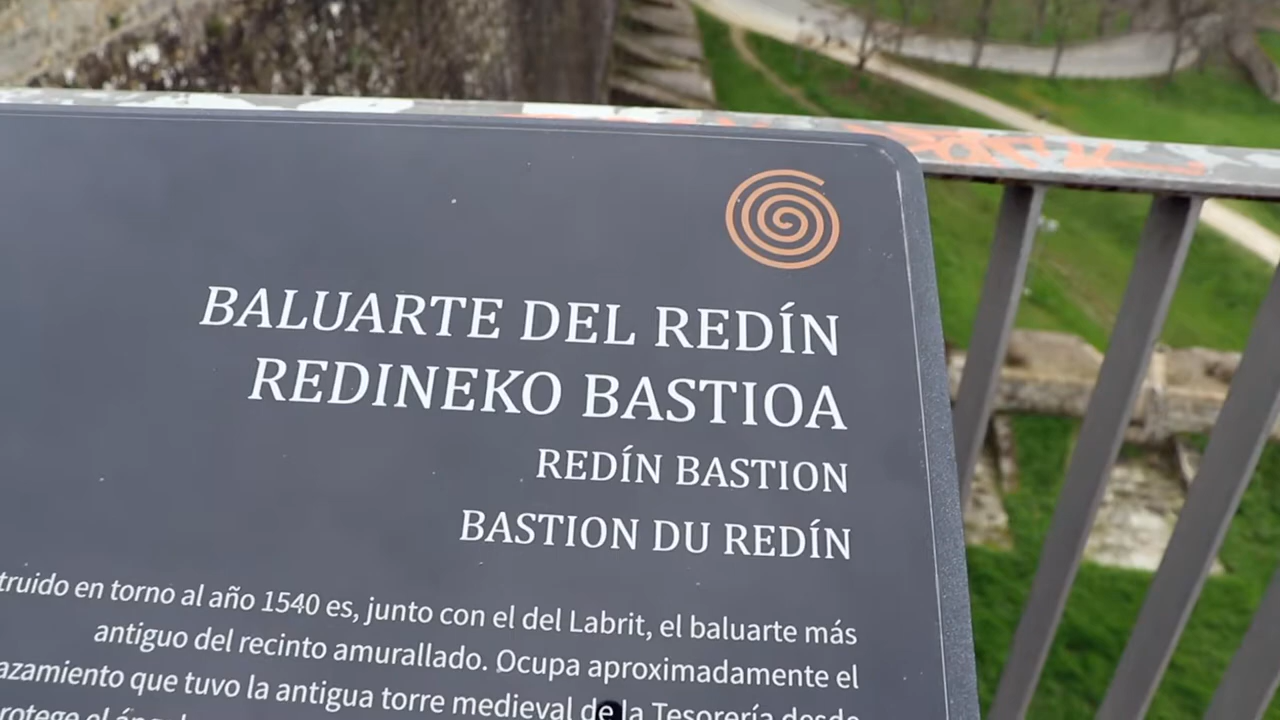 BALUARTE DEL REDÍN
REDINEKO BASTIOA
REDÍN BASTION
BASTION DU REDÍN
en torno al año 1540 es, junto con el del Labrit, el baluarte más
antiguo del recinto amurallado. Ocupa aproximadamente el
que tuvo la antigua torre medieval de la Tesorería desde